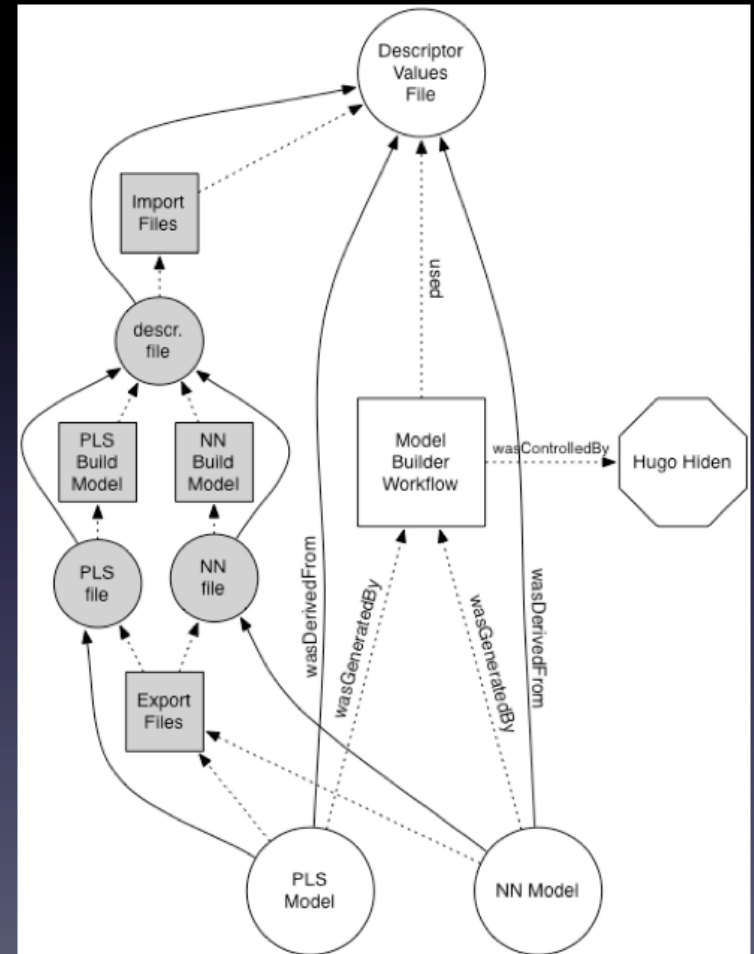 Descriptor
Values
File
Import
Files
used
descr.
file
PLS
Build
Model
NN
Build
Model
Model
Builder
Workflow
wasControlledBy
Hugo Hiden
PLS
file
NN
file
wasDerivedFrom
wasGeneratedBy
wasGeneratedBy
wasDerivedFrom
Export
Files
PLS
Model
NN Model